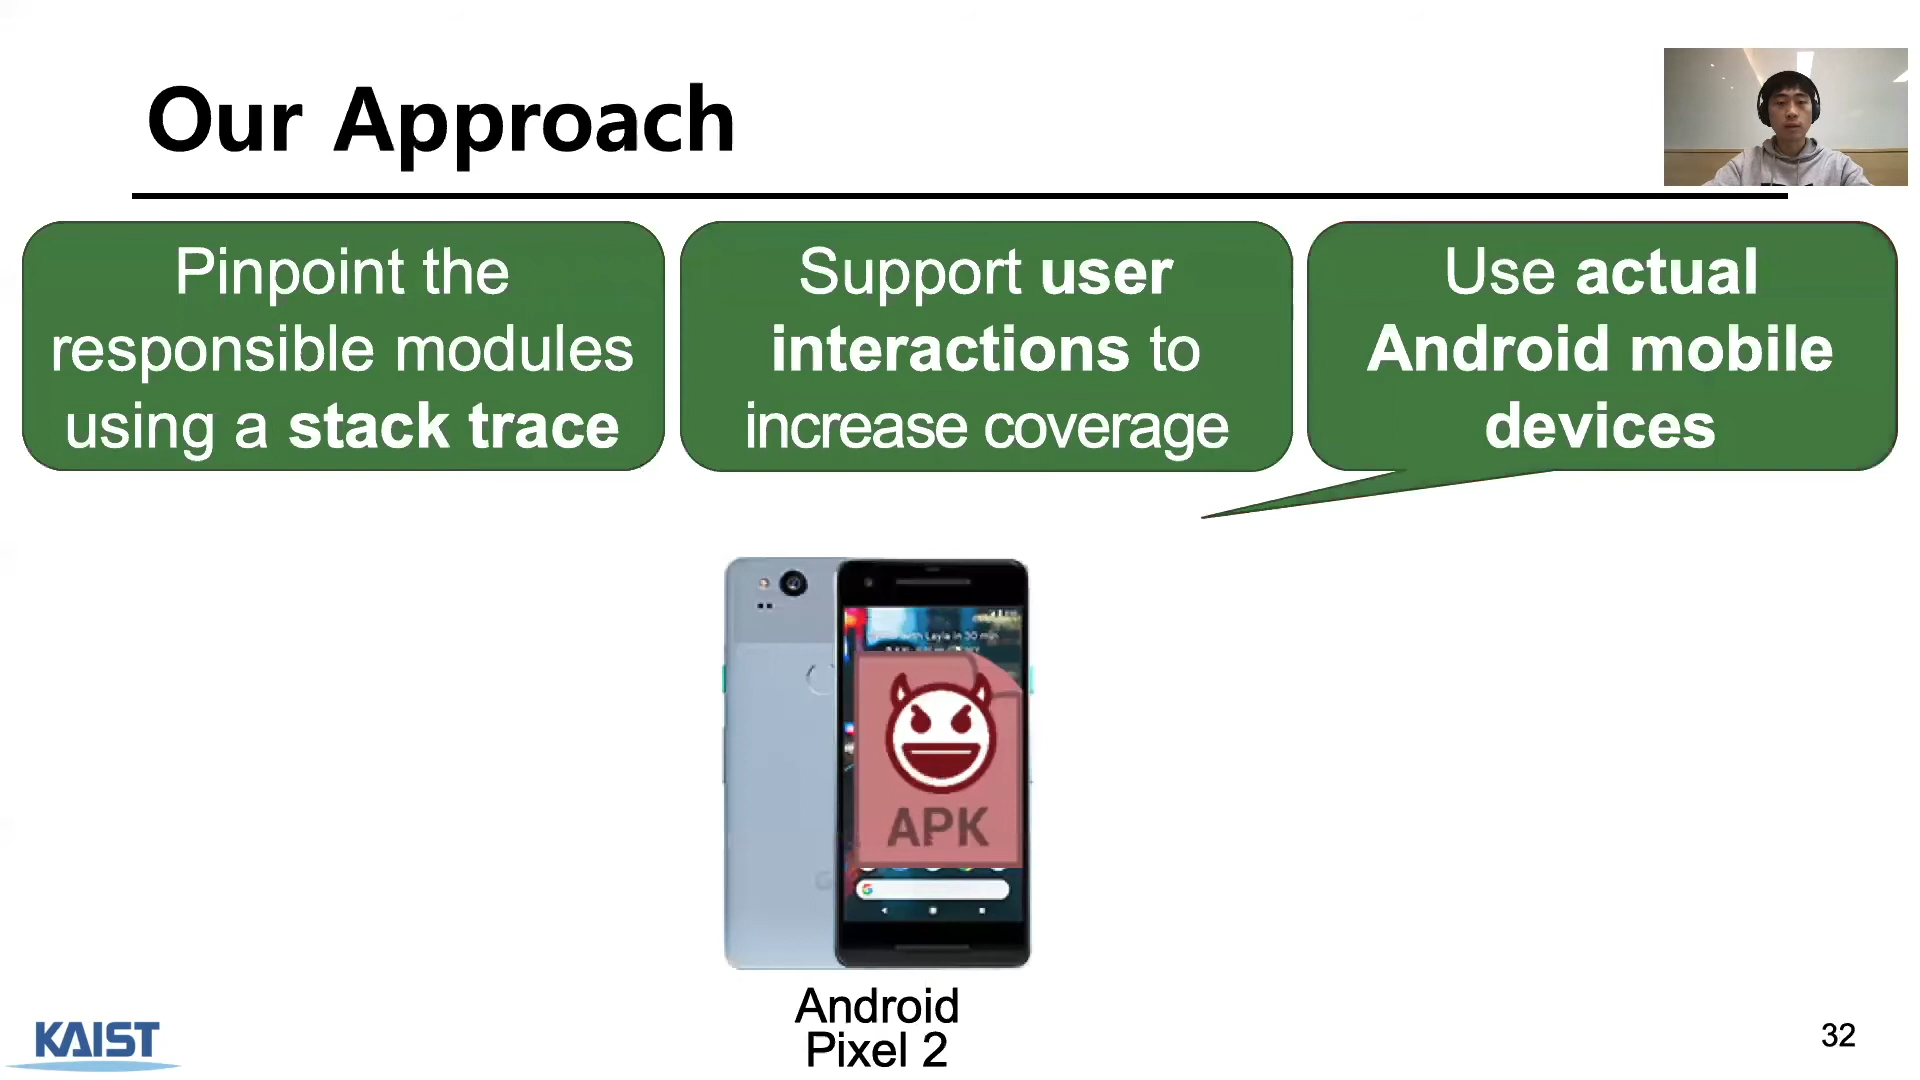 Our Approach
Pinpoint the
responsible modules
using a stack trace
Support user
interactions to
increase coverage
Use actual
Android mobile
devices
APK
Android
Pixel 2
KAIST
32